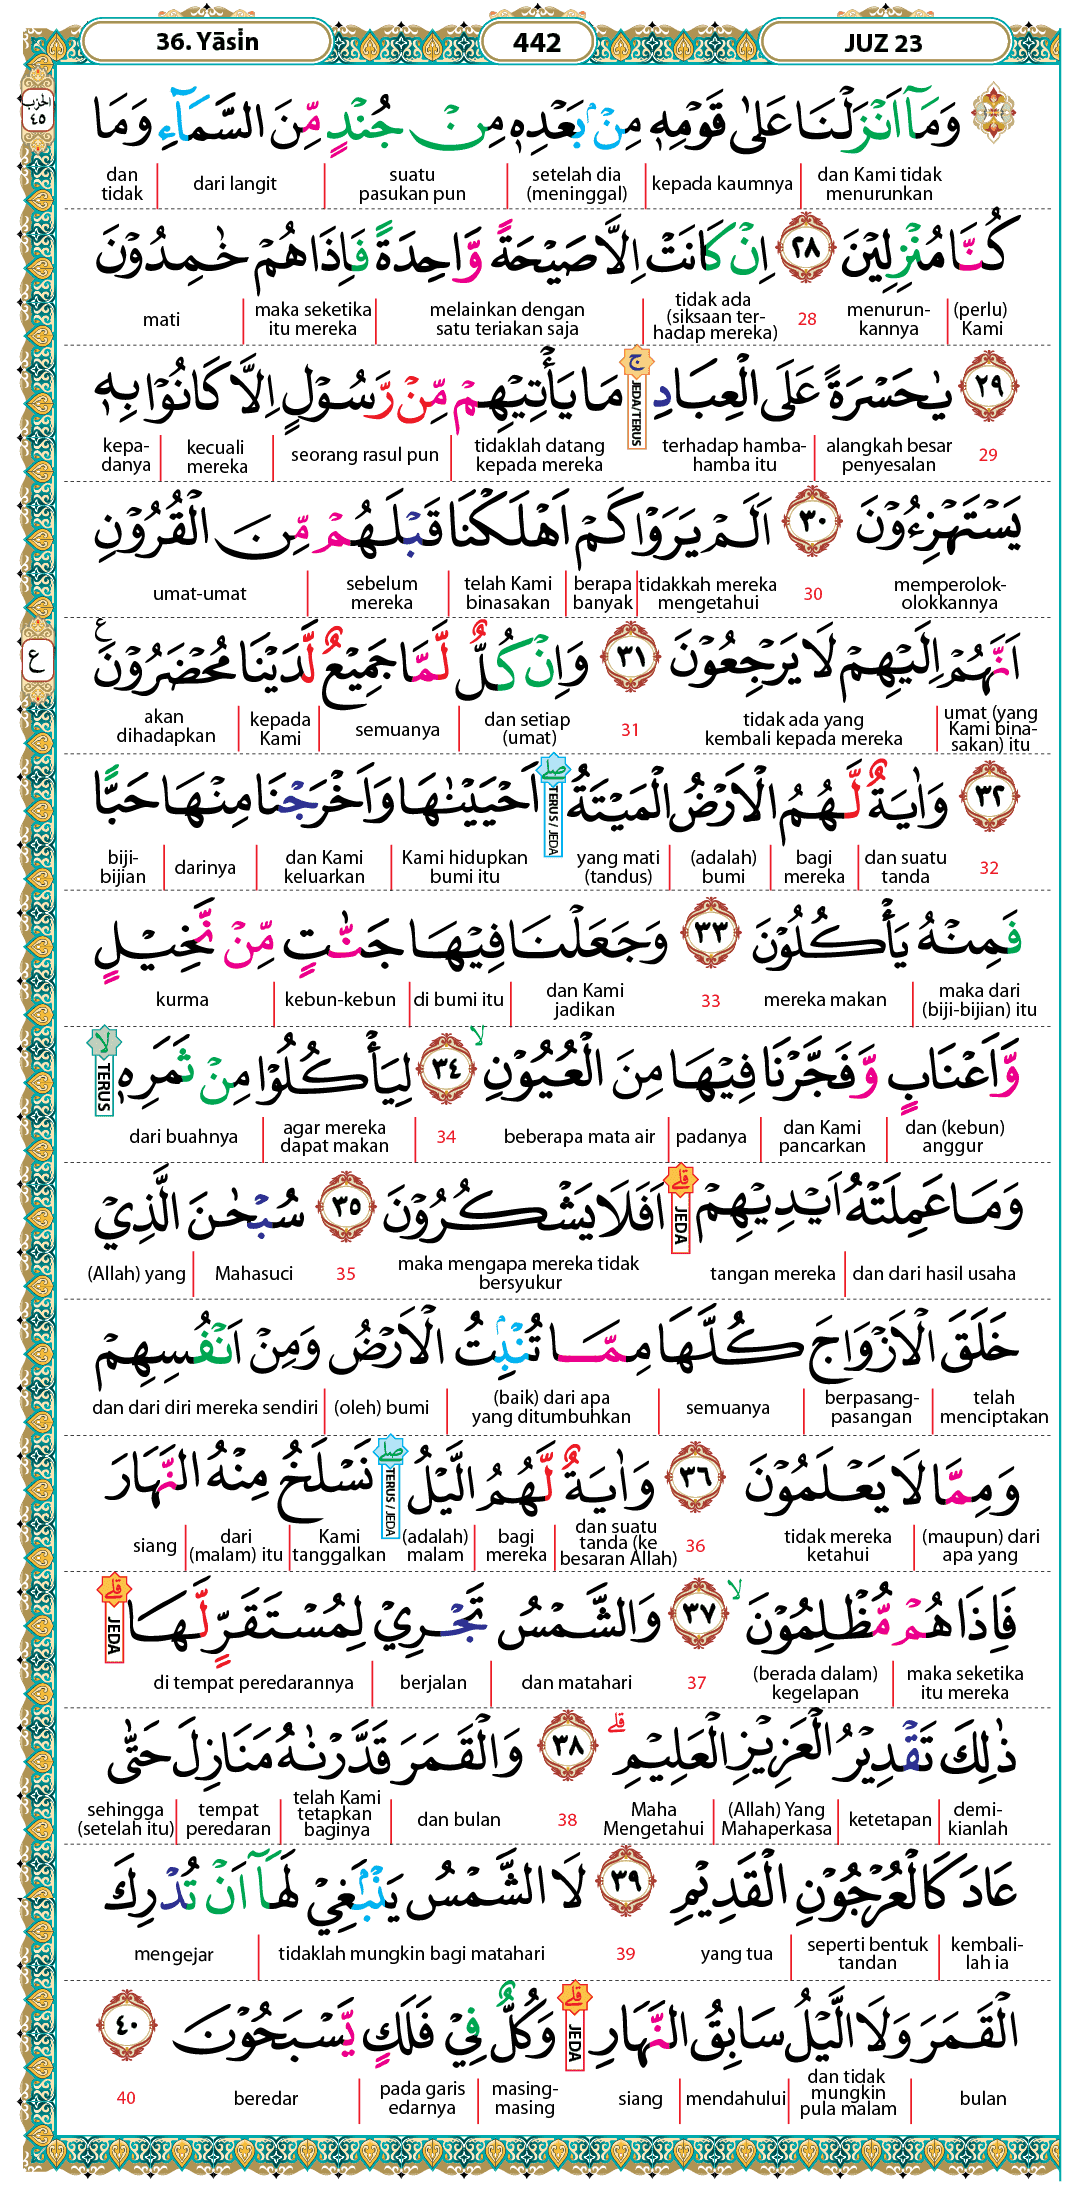 36. Yāsin 442 JUZ 23
الحزب ٤٥
وَمَآ اَنْزَلْنَا عَلٰى قَوْمِهٖ مِنْۢ بَعْدِهٖ مِنْ جُنْدٍ مِّنَ السَّمَاۤءِ وَمَا
dan Kami tidak menurunkan | kepada kaumnya | setelah dia (meninggal) | suatu pasukan pun | dari langit | dan tidak
كُنَّا مُنْزِلِيْنَ ٢٨ اِنْ كَانَتْ اِلَّا صَيْحَةً وَّاحِدَةً فَاِذَا هُمْ خٰمِدُوْنَ
(perlu) Kami | menurun-kannya 28 tidak ada (siksaan ter-hadap mereka) | melainkan dengan satu teriakan saja | maka seketika itu mereka | mati
٢٩ يٰحَسْرَةً عَلَى الْعِبَادِ ۚ JEDA/TERUS مَا يَأْتِيْهِمْ مِّنْ رَّسُوْلٍ اِلَّا كَانُوْا بِهٖ
29 alangkah besar penyesalan | terhadap hamba-hamba itu tidaklah datang kepada mereka | seorang rasul pun | kecuali mereka | kepa-danya
يَسْتَهْزِءُوْنَ ٣٠ اَلَمْ يَرَوْا كَمْ اَهْلَكْنَا قَبْلَهُمْ مِّنَ الْقُرُوْنِ
memperolok-olokkannya 30 tidakkah mereka mengetahui | berapa banyak | telah Kami binasakan | sebelum mereka | umat-umat
اَنَّهُمْ اِلَيْهِمْ لَا يَرْجِعُوْنَ ٣١ وَاِنْ كُلٌّ لَّمَّا جَمِيْعٌ لَّدَيْنَا مُحْضَرُوْنَ ع
umat (yang Kami bina-sakan) itu | tidak ada yang kembali kepada mereka 31 dan setiap (umat) | semuanya | kepada Kami | akan dihadapkan
٣٢ وَاٰيَةٌ لَّهُمُ الْاَرْضُ الْمَيْتَةُ ۖ TERUS / JEDA اَحْيَيْنٰهَا وَاَخْرَجْنَا مِنْهَا حَبًّا
32 dan suatu tanda | bagi mereka | (adalah) bumi | yang mati (tandus) Kami hidupkan bumi itu | dan Kami keluarkan | darinya | biji-bijian
فَمِنْهُ يَأْكُلُوْنَ ٣٣ وَجَعَلْنَا فِيْهَا جَنّٰتٍ مِّنْ نَّخِيْلٍ
maka dari (biji-bijian) itu | mereka makan 33 dan Kami jadikan | di bumi itu | kebun-kebun | kurma
وَّاَعْنَابٍ وَّفَجَّرْنَا فِيْهَا مِنَ الْعُيُوْنِ ۙ ٣٤ لِيَأْكُلُوْا مِنْ ثَمَرِهٖ ۙ TERUS
dan (kebun) anggur | dan Kami pancarkan | padanya | beberapa mata air 34 agar mereka dapat makan | dari buahnya
وَمَا عَمِلَتْهُ اَيْدِيْهِمْ ۗ JEDA اَفَلَا يَشْكُرُوْنَ ٣٥ سُبْحٰنَ الَّذِيْ
dan dari hasil usaha | tangan mereka maka mengapa mereka tidak bersyukur 35 Mahasuci | (Allah) yang
خَلَقَ الْاَزْوَاجَ كُلَّهَا مِمَّا تُنْۢبِتُ الْاَرْضُ وَمِنْ اَنْفُسِهِمْ
telah menciptakan | berpasang-pasangan | semuanya | (baik) dari apa yang ditumbuhkan | (oleh) bumi | dan dari diri mereka sendiri
وَمِمَّا لَا يَعْلَمُوْنَ ٣٦ وَاٰيَةٌ لَّهُمُ الَّيْلُ ۖ TERUS / JEDA نَسْلَخُ مِنْهُ النَّهَارَ
(maupun) dari apa yang | tidak mereka ketahui 36 dan suatu tanda (ke besaran Allah) | bagi mereka | (adalah) malam Kami tanggalkan | dari (malam) itu | siang
فَاِذَا هُمْ مُّظْلِمُوْنَ ۙ ٣٧ وَالشَّمْسُ تَجْرِيْ لِمُسْتَقَرٍّ لَّهَا ۗ JEDA
maka seketika itu mereka | (berada dalam) kegelapan 37 dan matahari | berjalan | di tempat peredarannya
ذٰلِكَ تَقْدِيْرُ الْعَزِيْزِ الْعَلِيْمِ ۗ ٣٨ وَالْقَمَرَ قَدَّرْنٰهُ مَنَازِلَ حَتّٰى
demi-kianlah | ketetapan | (Allah) Yang Mahaperkasa | Maha Mengetahui 38 dan bulan | telah Kami tetapkan baginya | tempat peredaran | sehingga (setelah itu)
عَادَ كَالْعُرْجُوْنِ الْقَدِيْمِ ٣٩ لَا الشَّمْسُ يَنْۢبَغِيْ لَهَآ اَنْ تُدْرِكَ
kembali-lah ia | seperti bentuk tandan | yang tua 39 tidaklah mungkin bagi matahari | mengejar
الْقَمَرَ وَلَا الَّيْلُ سَابِقُ النَّهَارِ ۗ JEDA وَكُلٌّ فِيْ فَلَكٍ يَّسْبَحُوْنَ ٤٠
bulan | dan tidak mungkin pula malam | mendahului | siang masing-masing | pada garis edarnya | beredar 40
ع